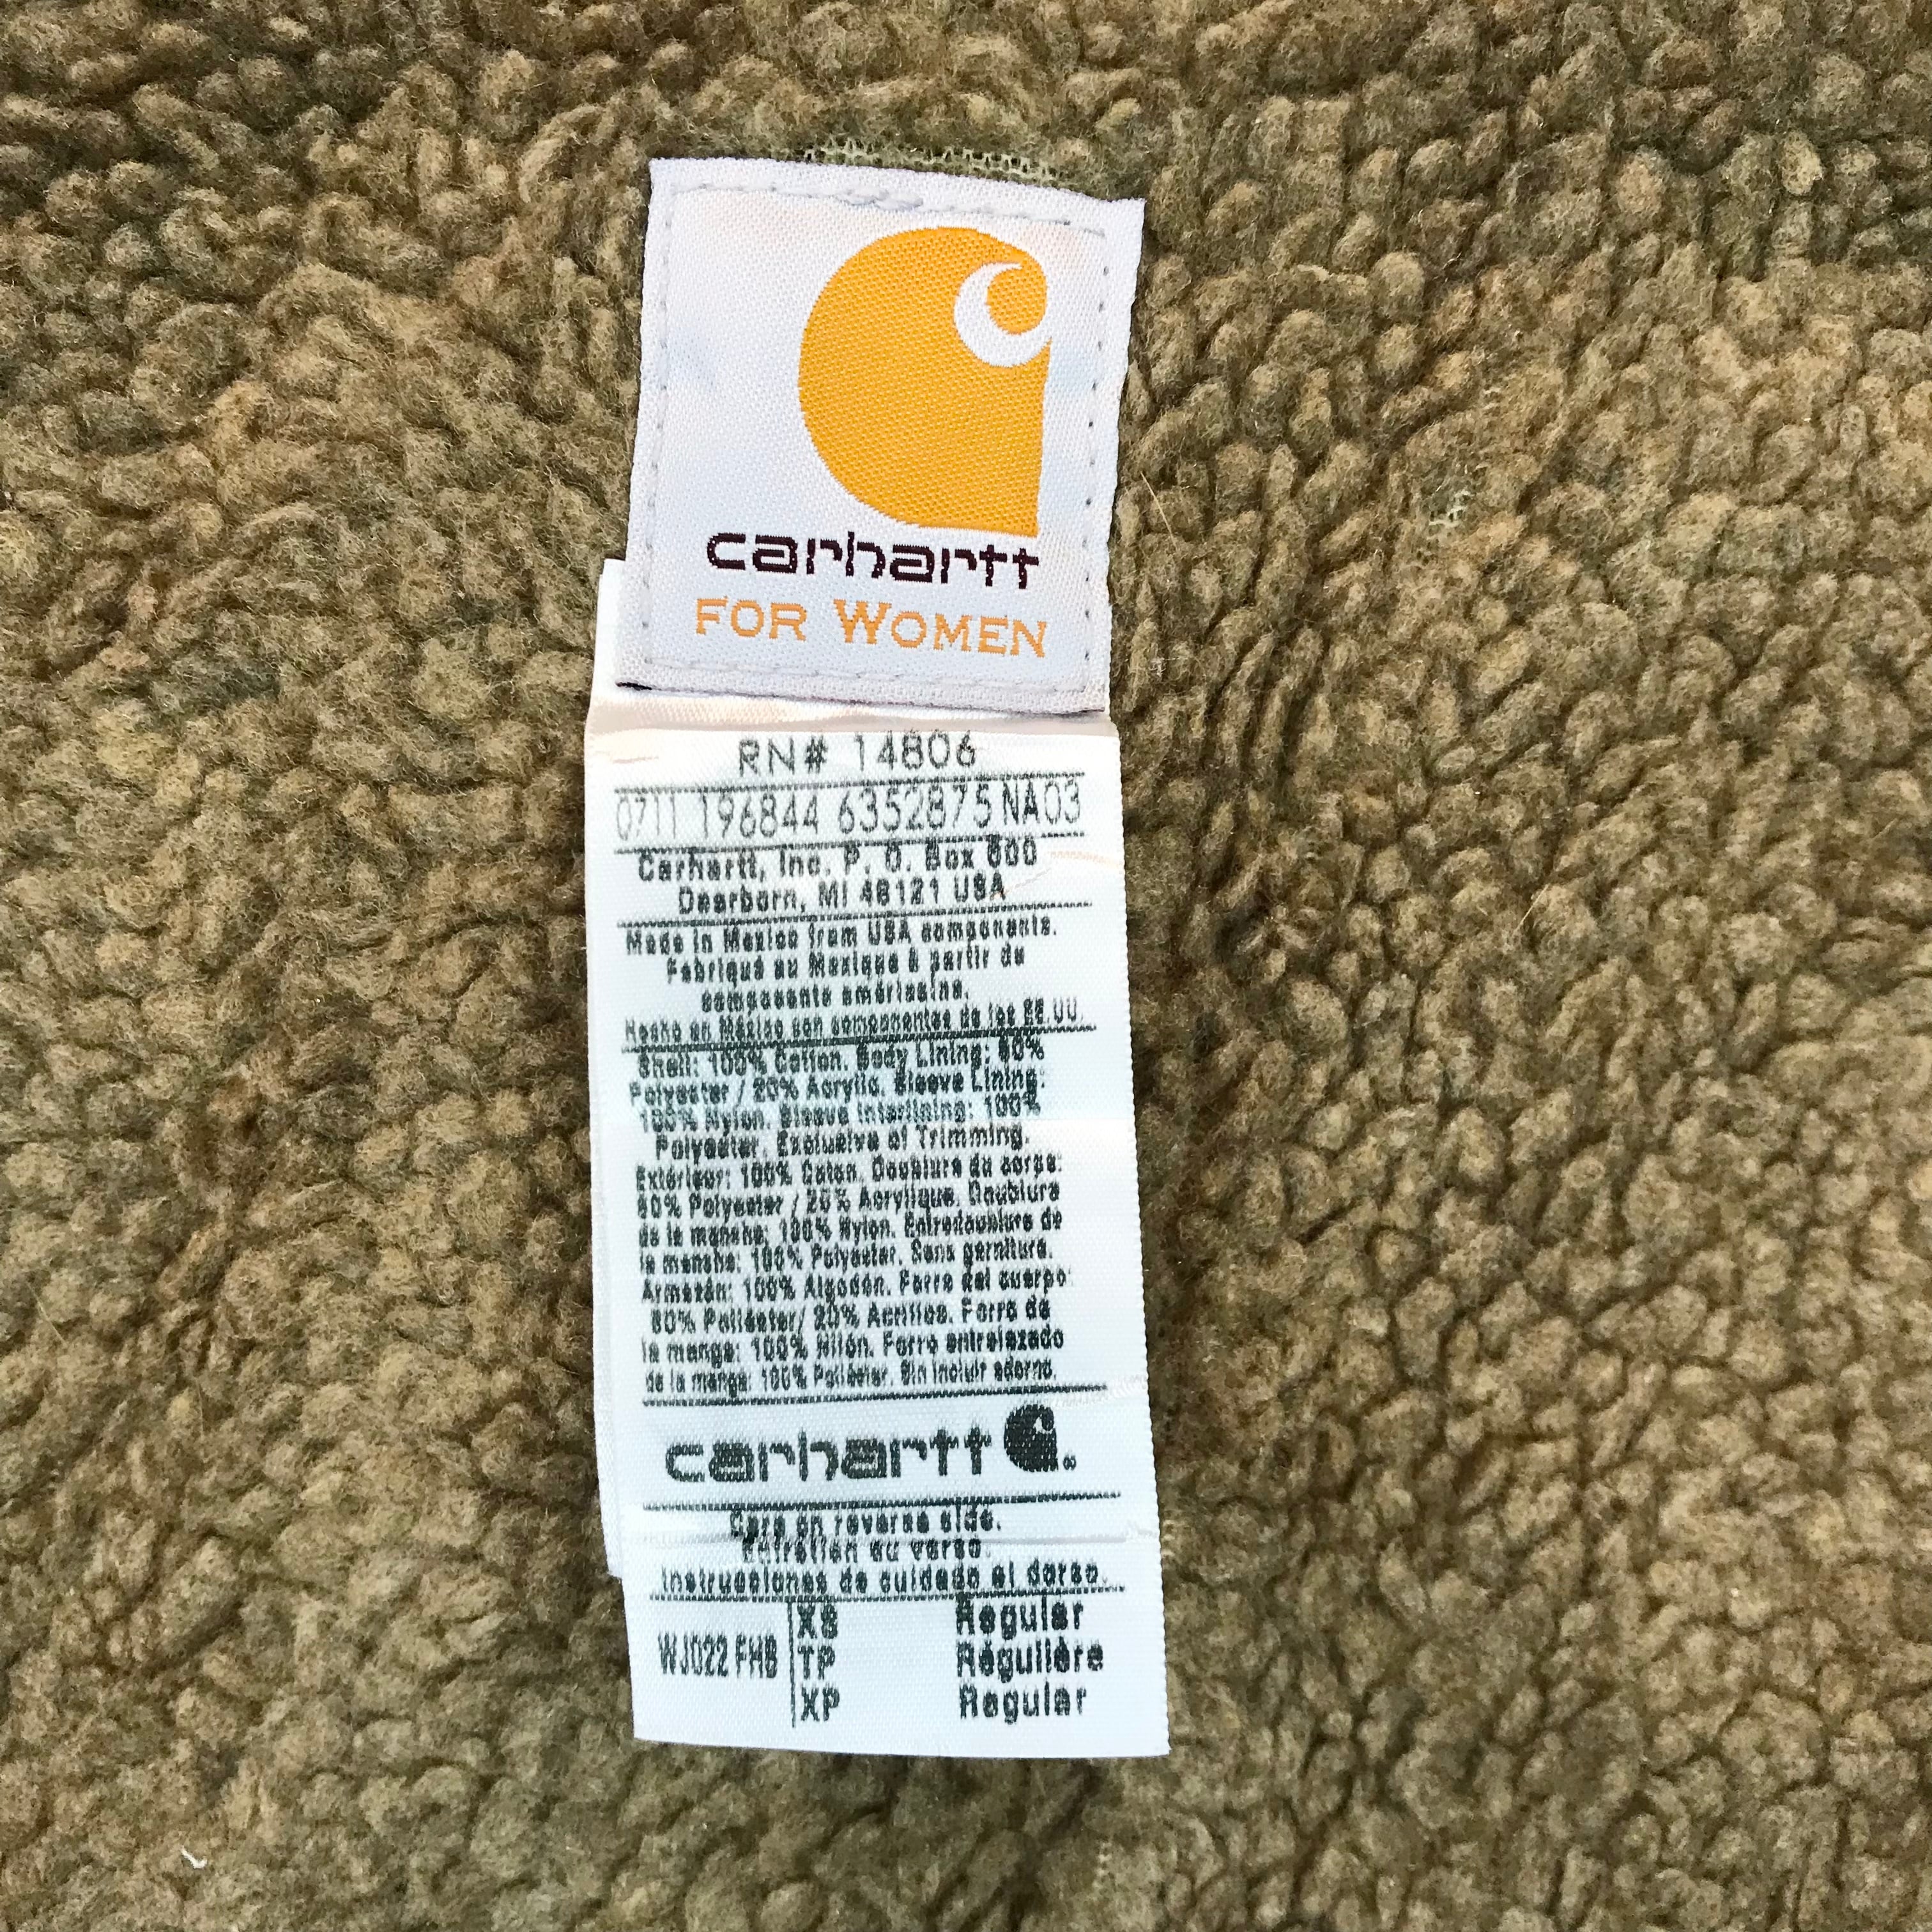 carhartt
FOR WOMEN
RN# 14806
0711 196844 6352875 NA03
Carhartt, Inc. P. O. Box 600
Dearborn, MI 48121 USA
Made in Mexico from USA components.
Fabriqué au Mexique à partir de
composants américains.
Hecho en México con componentes de los EE.UU.
Shell: 100% Cotton. Body Lining: 80%
Polyester / 20% Acrylic. Sleeve Lining:
100% Nylon. Sleeve Interlining: 100%
Polyester. Exclusive of Trimming.
Extérieur: 100% Coton. Doublure du corps:
80% Polyester / 20% Acrylique. Doublure
de la manche: 100% Nylon. Entredoublure de
la manche: 100% Polyester. Sans garniture.
Armazón: 100% Algodón. Forro del cuerpo:
80% Poliéster/ 20% Acrílico. Forro de
la manga: 100% Nilón. Forro entrelazado
de la manga: 100% Poliéster. Sin incluir adorno.
carhartt
Care on reverse side.
Entretien au verso.
Instrucciones de cuidado al dorso.
XS Regular
WJ022 FHB TP Régulière
XP Regular